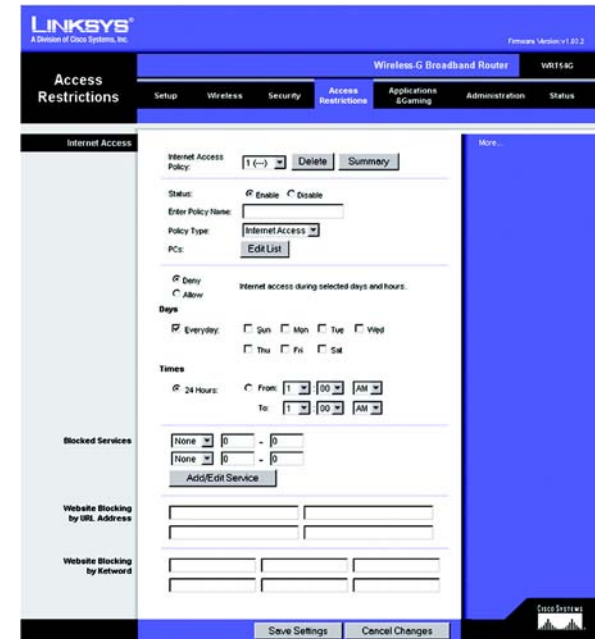 LINKSYS®
A Division of Cisco Systems, Inc.
Firmware Version: v1.02.2
Wireless-G Broadband Router WRT54G
Access Restrictions
Setup Wireless Security Access Restrictions Applications & Gaming Administration Status
Internet Access
More...
Internet Access Policy: 1 (---) Delete Summary
Status: Enable Disable
Enter Policy Name:
Policy Type: Internet Access
PCs: Edit List
Deny
Allow
Internet access during selected days and hours.
Days
Everyday: Sun Mon Tue Wed
Thu Fri Sat
Times
24 Hours: From: 1 : 00 AM
To: 1 : 00 AM
Blocked Services
None 0 - 0
None 0 - 0
Add/Edit Service
Website Blocking by URL Address
Website Blocking by Ketword
Save Settings Cancel Changes
Cisco Systems